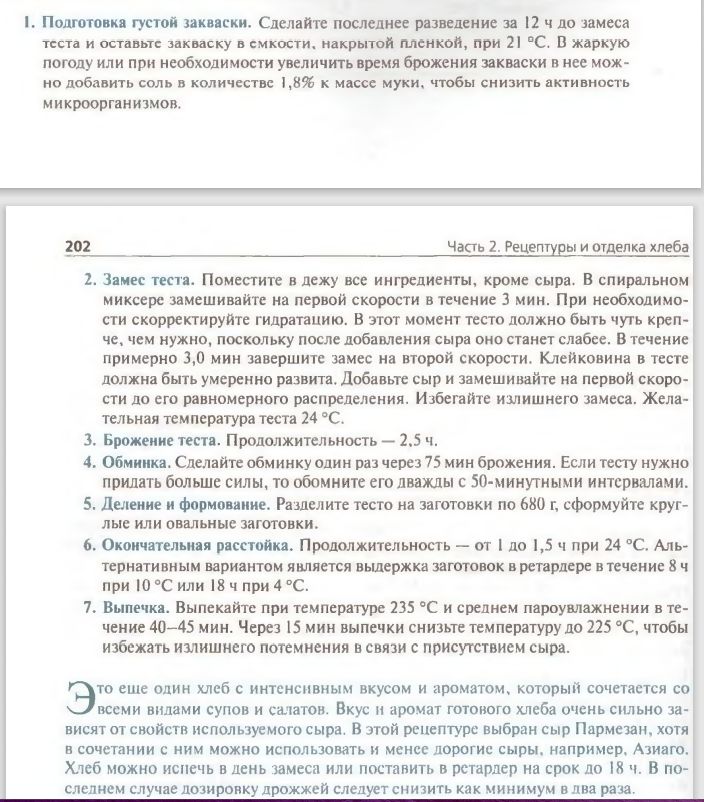 1. Подготовка густой закваски. Сделайте последнее разведение за 12 ч до замеса
теста и оставьте закваску в емкости, накрытой пленкой, при 21 °С. В жаркую
погоду или при необходимости увеличить время брожения закваски в нее мож-
но добавить соль в количестве 1,8% к массе муки, чтобы снизить активность
микроорганизмов.
202 Часть 2. Рецептуры и отделка хлеба
2. Замес теста. Поместите в дежу все ингредиенты, кроме сыра. В спиральном
миксере замешивайте на первой скорости в течение 3 мин. При необходимо-
сти скорректируйте гидратацию. В этот момент тесто должно быть чуть креп-
че, чем нужно, поскольку после добавления сыра оно станет слабее. В течение
примерно 3,0 мин завершите замес на второй скорости. Клейковина в тесте
должна быть умеренно развита. Добавьте сыр и замешивайте на первой скоро-
сти до его равномерного распределения. Избегайте излишнего замеса. Жела-
тельная температура теста 24 °С.
3. Брожение теста. Продолжительность — 2,5 ч.
4. Обминка. Сделайте обминку один раз через 75 мин брожения. Если тесту нужно
придать больше силы, то обомните его дважды с 50-минутными интервалами.
5. Деление и формование. Разделите тесто на заготовки по 680 г, сформуйте круг-
лые или овальные заготовки.
6. Окончательная расстойка. Продолжительность — от 1 до 1,5 ч при 24 °С. Аль-
тернативным вариантом является выдержка заготовок в ретардере в течение 8 ч
при 10 °С или 18 ч при 4 °С.
7. Выпечка. Выпекайте при температуре 235 °С и среднем пароувлажнении в те-
чение 40–45 мин. Через 15 мин выпечки снизьте температуру до 225 °С, чтобы
избежать излишнего потемнения в связи с присутствием сыра.
Это еще один хлеб с интенсивным вкусом и ароматом, который сочетается со
всеми видами супов и салатов. Вкус и аромат готового хлеба очень сильно за-
висят от свойств используемого сыра. В этой рецептуре выбран сыр Пармезан, хотя
в сочетании с ним можно использовать и менее дорогие сыры, например, Азиаго.
Хлеб можно испечь в день замеса или поставить в ретардер на срок до 18 ч. В по-
следнем случае дозировку дрожжей следует снизить как минимум в два раза.